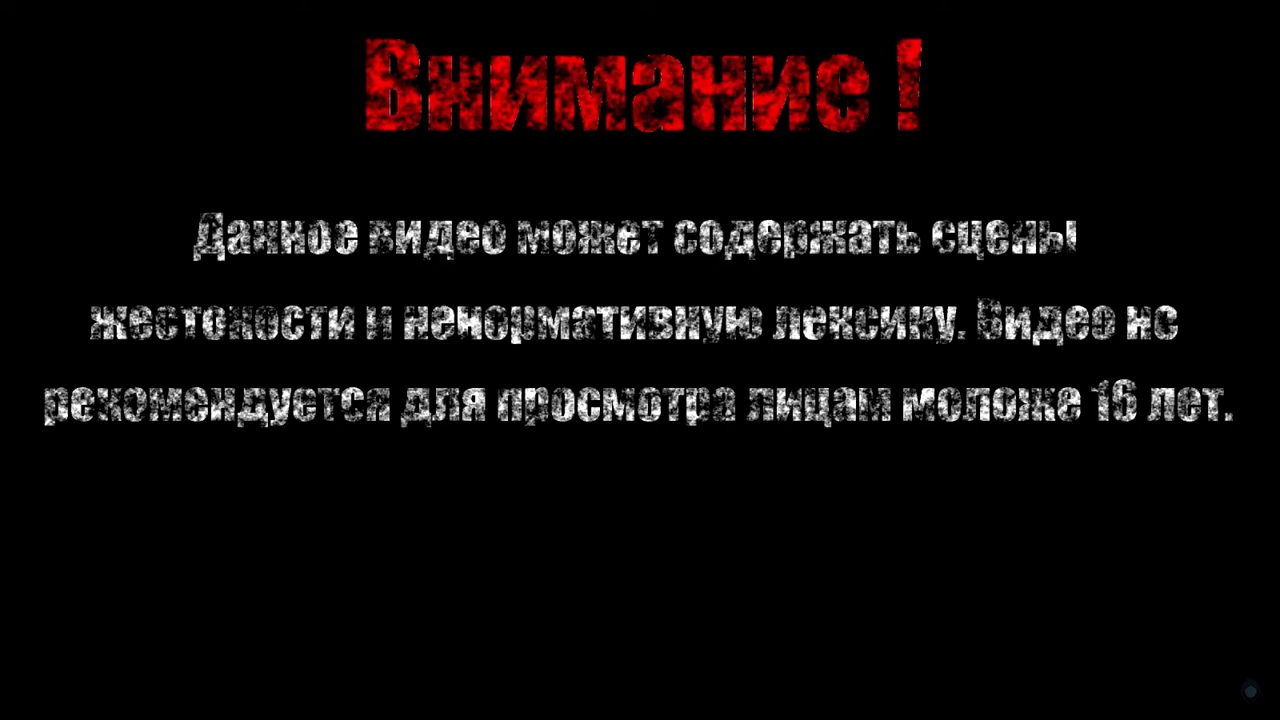 Внимание !
Данное видео может содержать сцены
жестокости и ненормативную лексику. Видео не
рекомендуется для просмотра лицам моложе 16 лет.